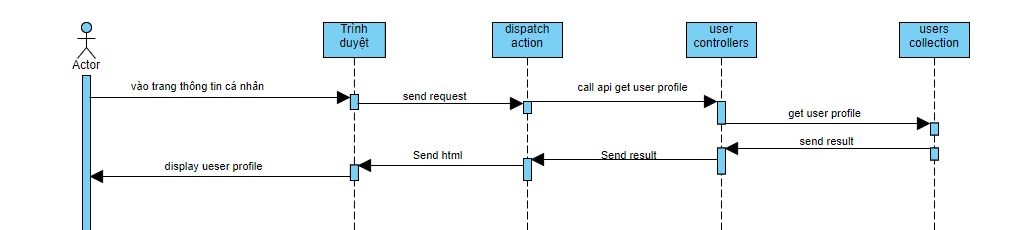 Trình
duyệt
dispatch
action
user
controllers
users
collection
Actor
vào trang thông tin cá nhân
send request
call api get user profile
get user profile
send result
Send result
Send html
display ueser profile